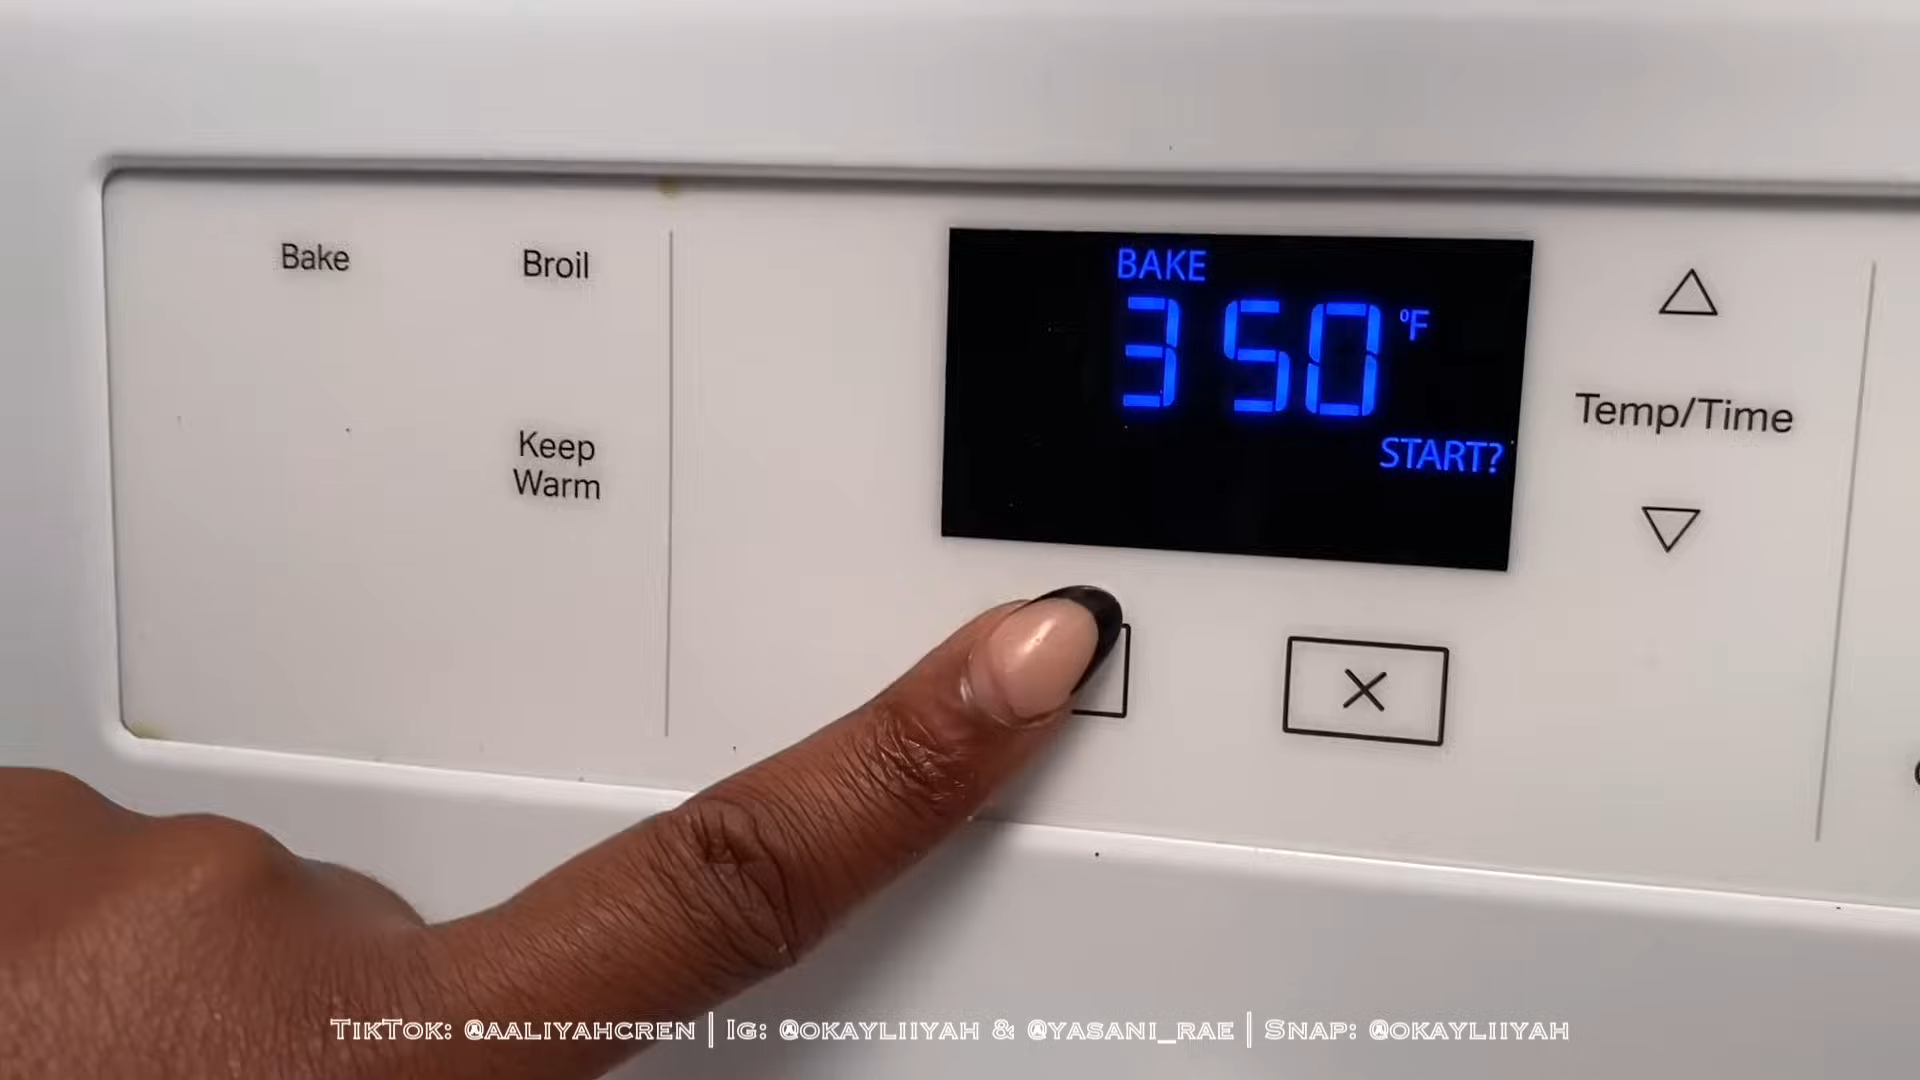 Bake
Broil
Keep
Warm
BAKE
350 °F
START?
Temp/Time
TikTok: @aaliyahcren | Ig: @okayliiyah & @yasani_rae | Snap: @okayliiyah